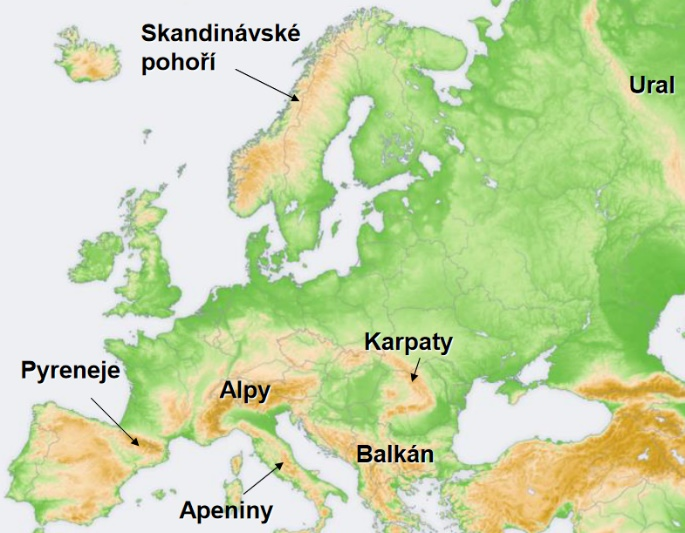 Skandinávské
pohoří
Ural
Karpaty
Pyreneje
Alpy
Balkán
Apeniny